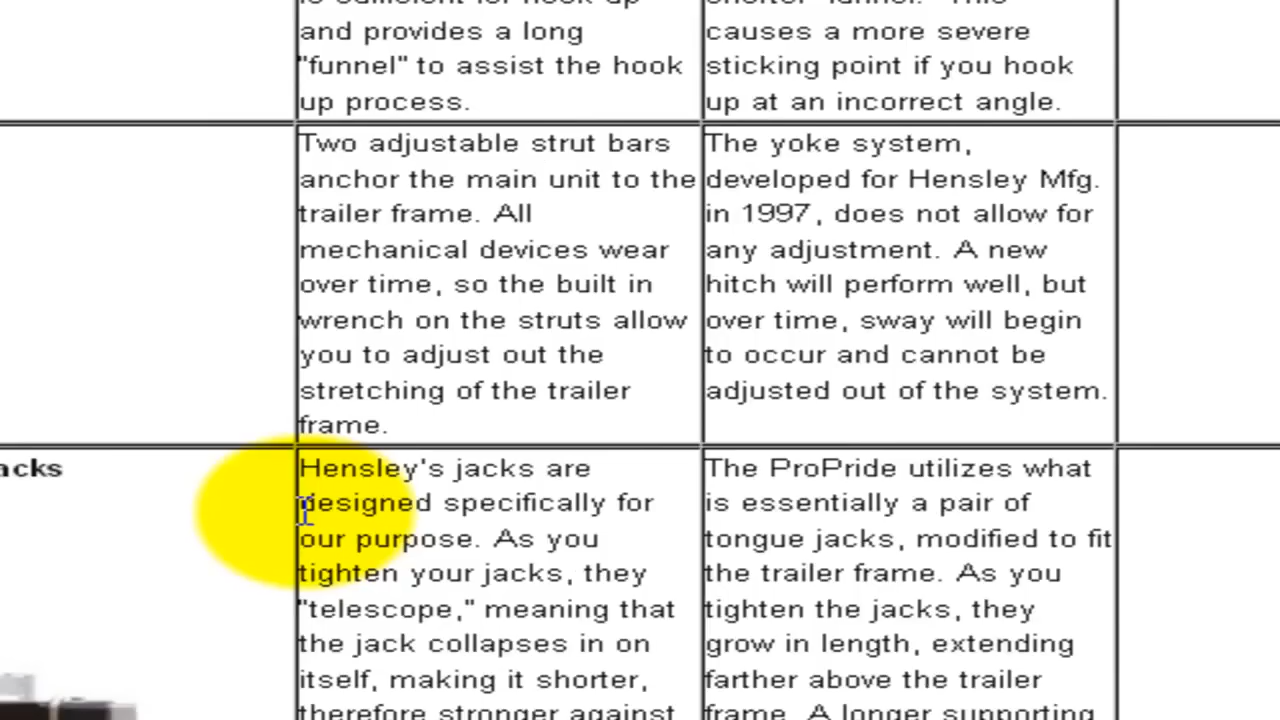 and provides a long
"funnel" to assist the hook
up process.
causes a more severe
sticking point if you hook
up at an incorrect angle.
Two adjustable strut bars
anchor the main unit to the
trailer frame. All
mechanical devices wear
over time, so the built in
wrench on the struts allow
you to adjust out the
stretching of the trailer
frame.
The yoke system,
developed for Hensley Mfg.
in 1997, does not allow for
any adjustment. A new
hitch will perform well, but
over time, sway will begin
to occur and cannot be
adjusted out of the system.
acks
Hensley's jacks are
designed specifically for
our purpose. As you
tighten your jacks, they
"telescope," meaning that
the jack collapses in on
itself, making it shorter,
therefore stronger against
The ProPride utilizes what
is essentially a pair of
tongue jacks, modified to fit
the trailer frame. As you
tighten the jacks, they
grow in length, extending
farther above the trailer
frame. A longer supporting